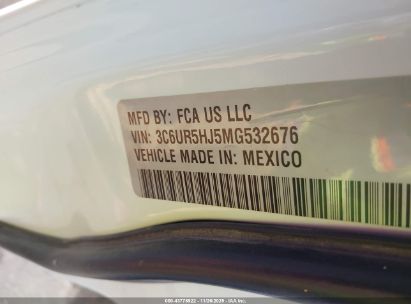 MFD BY: FCA US LLC
VIN: 3C6UR5HJ5MG532676
VEHICLE MADE IN: MEXICO